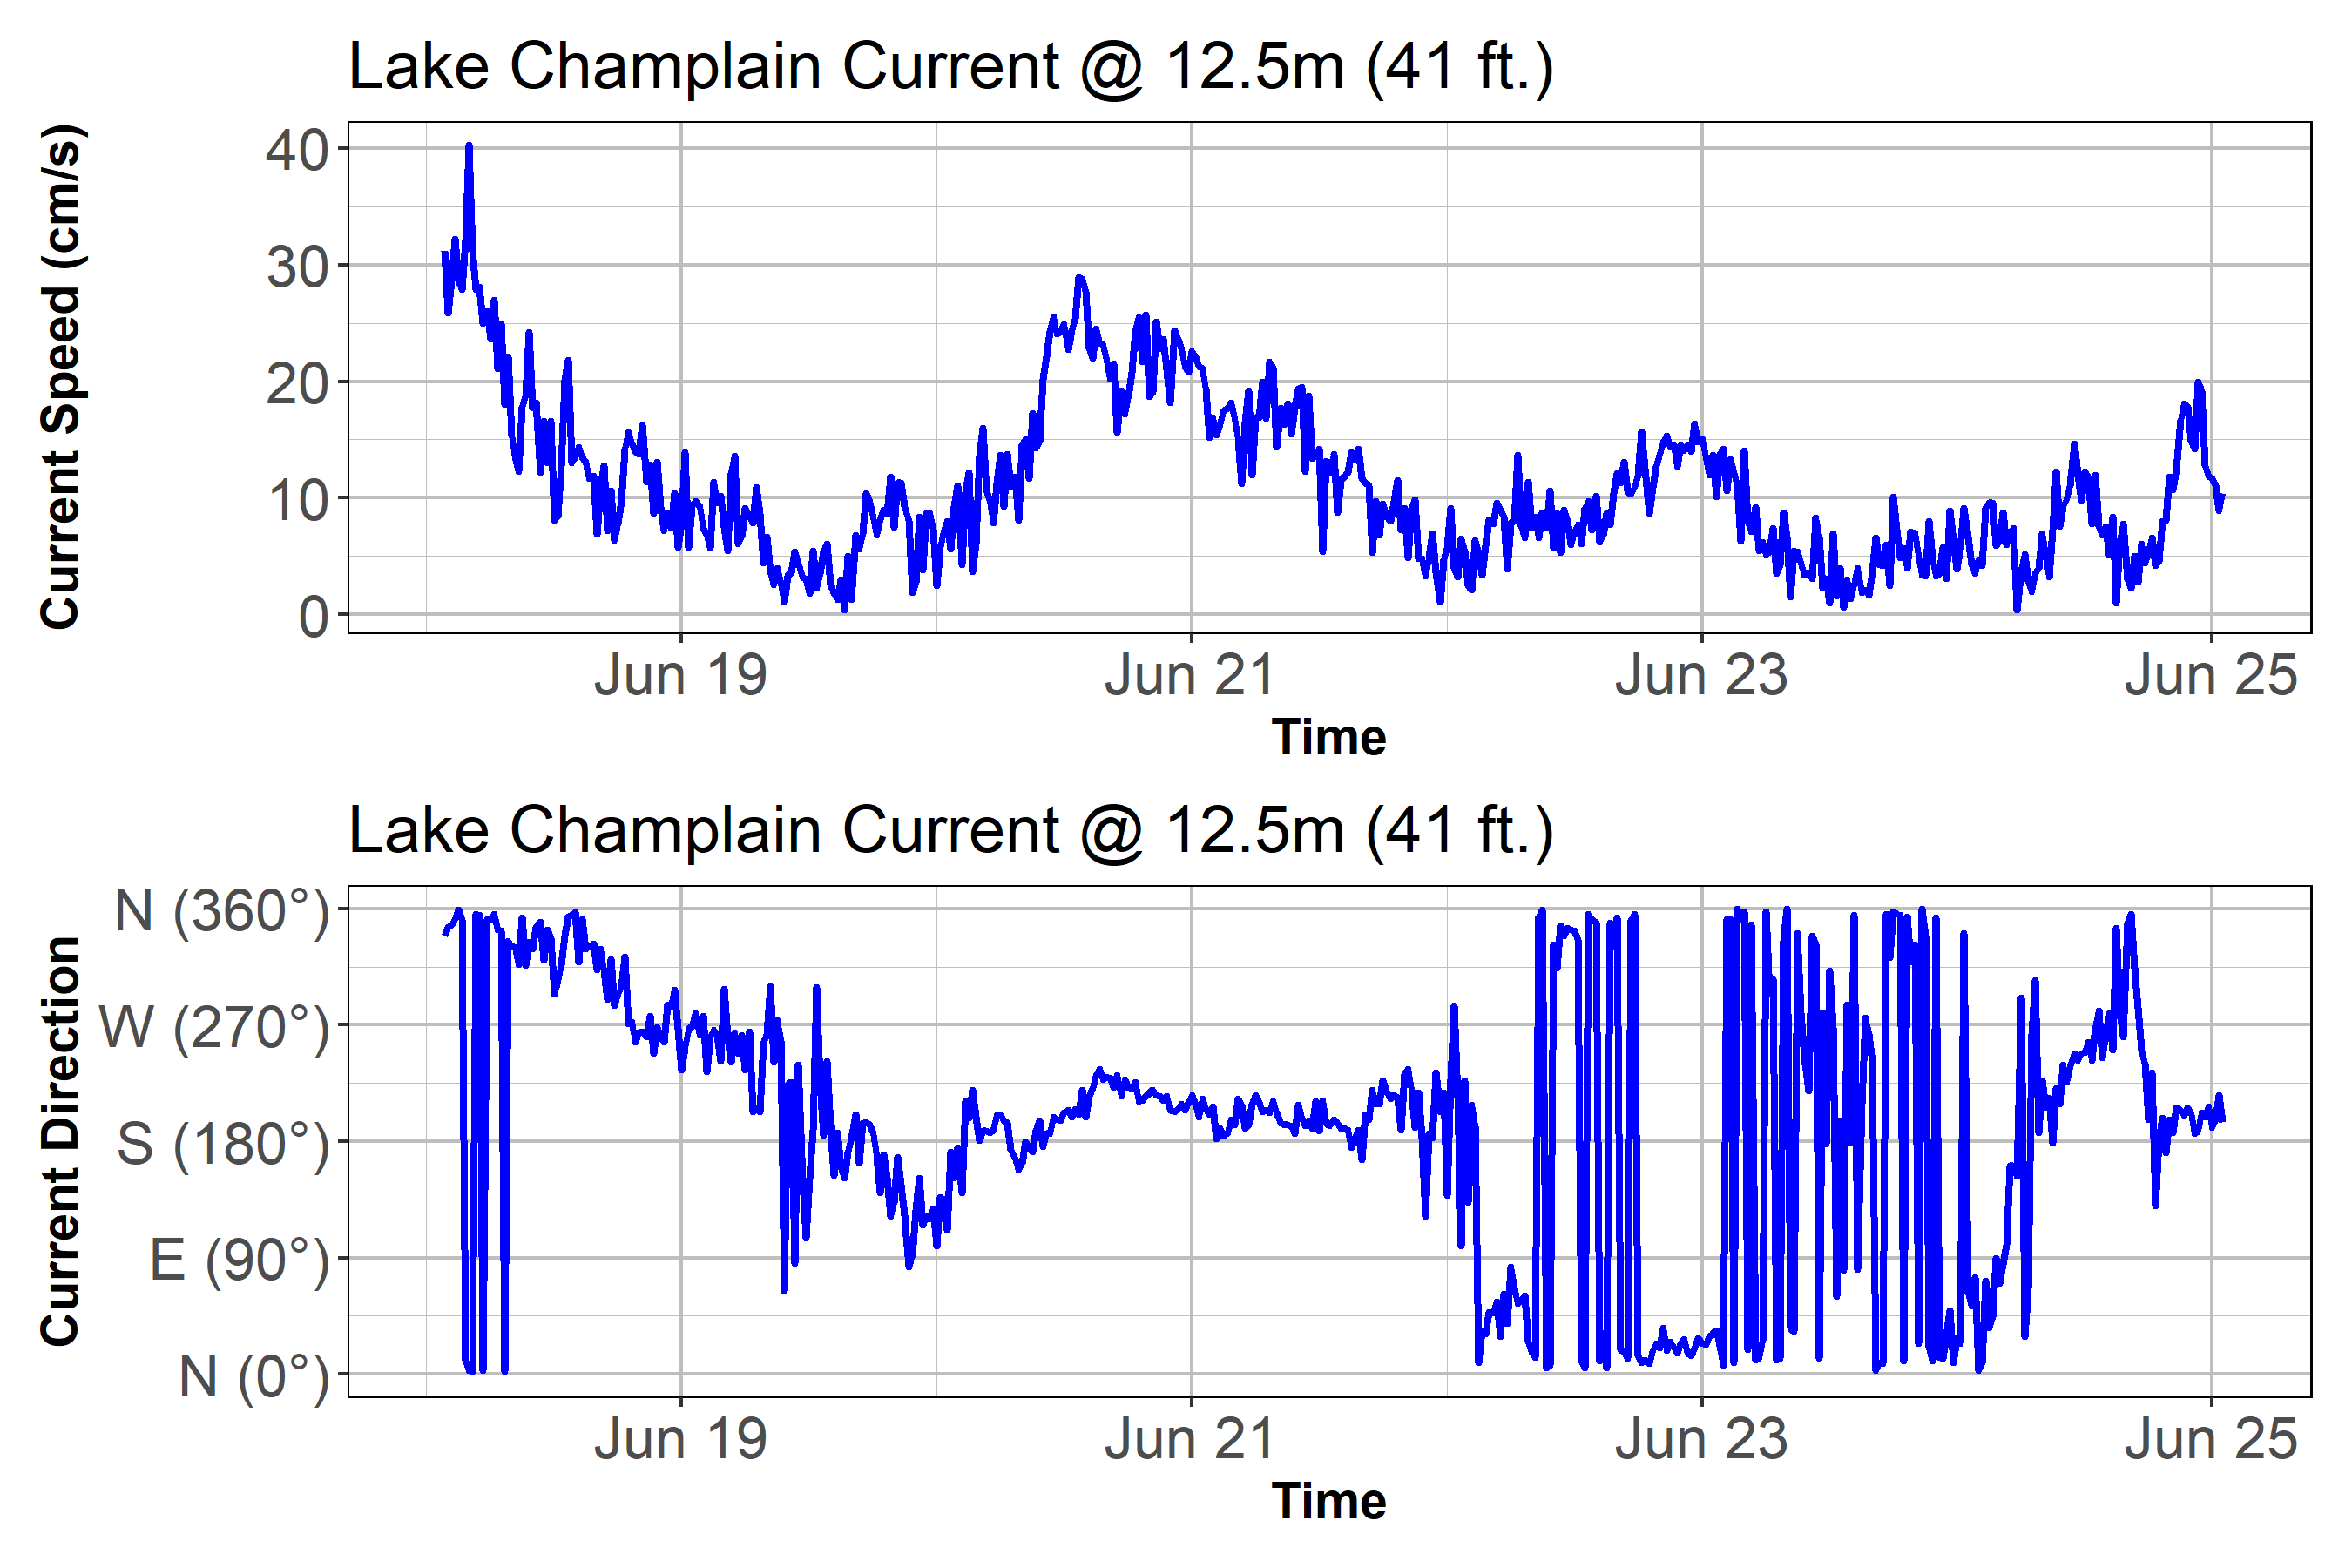 Lake Champlain Current @ 12.5m (41 ft.)
Current Speed (cm/s)
40
30
20
10
0
Jun 19 Jun 21 Jun 23 Jun 25
Time
Lake Champlain Current @ 12.5m (41 ft.)
Current Direction
N (360°)
W (270°)
S (180°)
E (90°)
N (0°)
Jun 19 Jun 21 Jun 23 Jun 25
Time